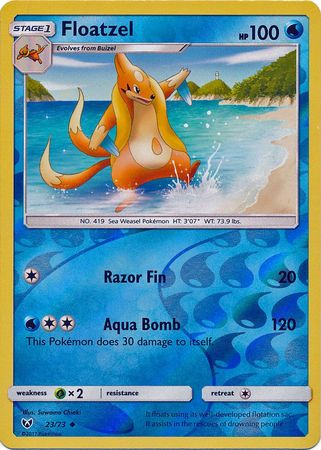 STAGE 1 Floatzel HP 100
Evolves from Buizel
NO. 419 Sea Weasel Pokémon HT: 3'07" WT: 73.9 lbs.
Razor Fin 20
Aqua Bomb 120
This Pokémon does 30 damage to itself.
weakness × 2 resistance retreat
Illus. Suwama Chiaki
23/73
It floats using its well-developed flotation sac.
It assists in the rescues of drowning people.
©2017 Pokémon